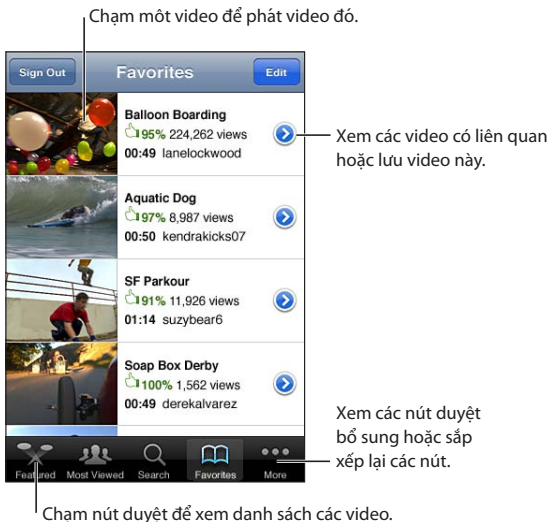 Chạm một video để phát video đó.
Sign Out
Favorites
Edit
Balloon Boarding
95% 224,262 views
00:49 lanelockwood
Xem các video có liên quan
hoặc lưu video này.
Aquatic Dog
97% 8,987 views
00:50 kendrakicks07
SF Parkour
91% 11,926 views
01:14 suzybear6
Soap Box Derby
100% 1,562 views
00:49 derekalvarez
Xem các nút duyệt
bổ sung hoặc sắp
xếp lại các nút.
Featured
Most Viewed
Search
Favorites
More
Chạm nút duyệt để xem danh sách các video.